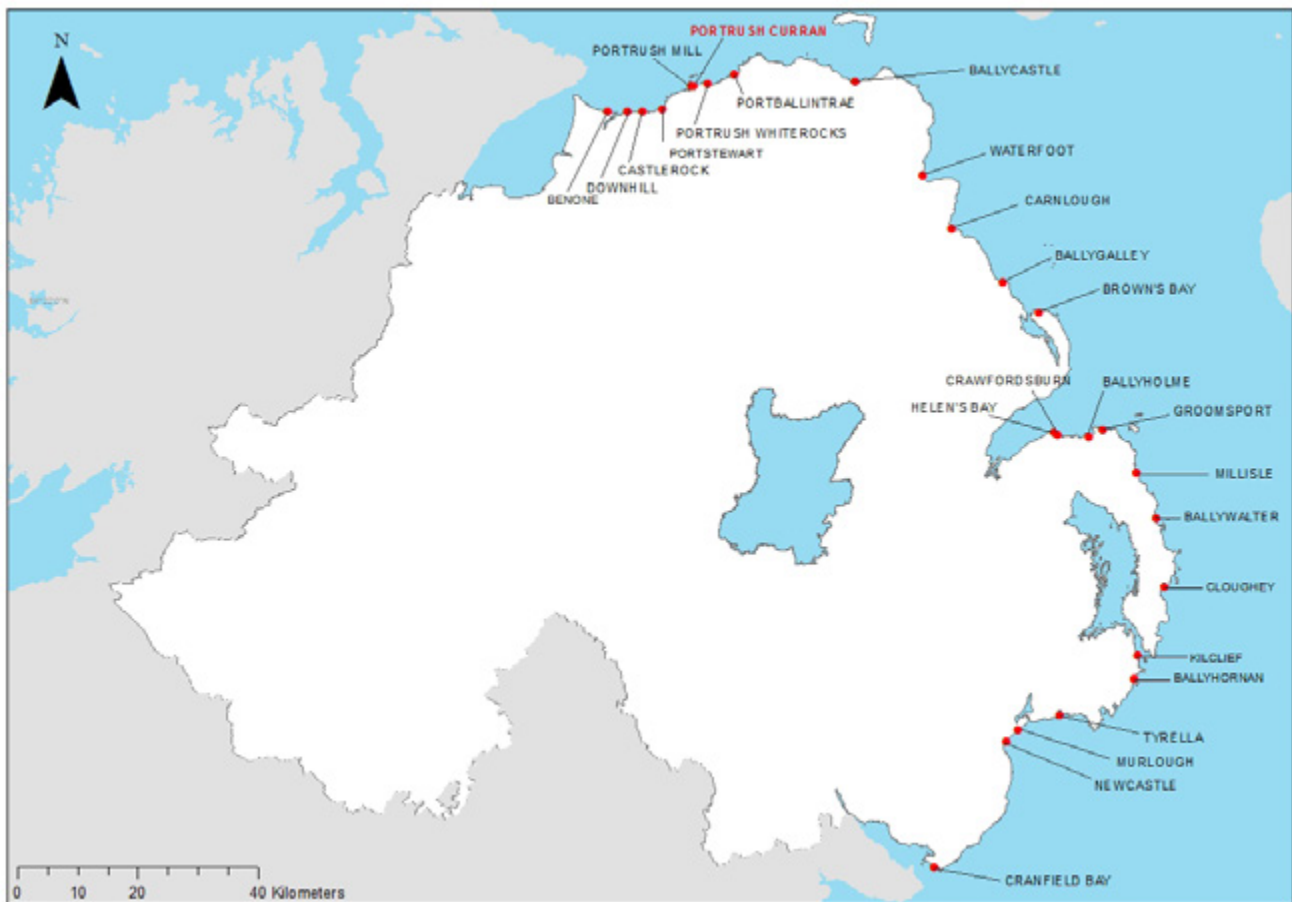 PORTRUSH CURRAN
N
PORTRUSH MILL
BALLYCASTLE
PORTBALLINTRAE
PORTRUSH WHITEROCKS
PORTSTEWART
CASTLEROCK
DOWNHILL
BENONE
WATERFOOT
CARNLOUGH
BALLYGALLEY
BROWN'S BAY
CRAWFORDSBURN
BALLYHOLME
HELEN'S BAY
GROOMSPORT
MILLISLE
BALLYWALTER
CLOUGHEY
KILCLIEF
BALLYHORNAN
TYRELLA
MURLOUGH
NEWCASTLE
CRANFIELD BAY
0 10 20 40 Kilometers